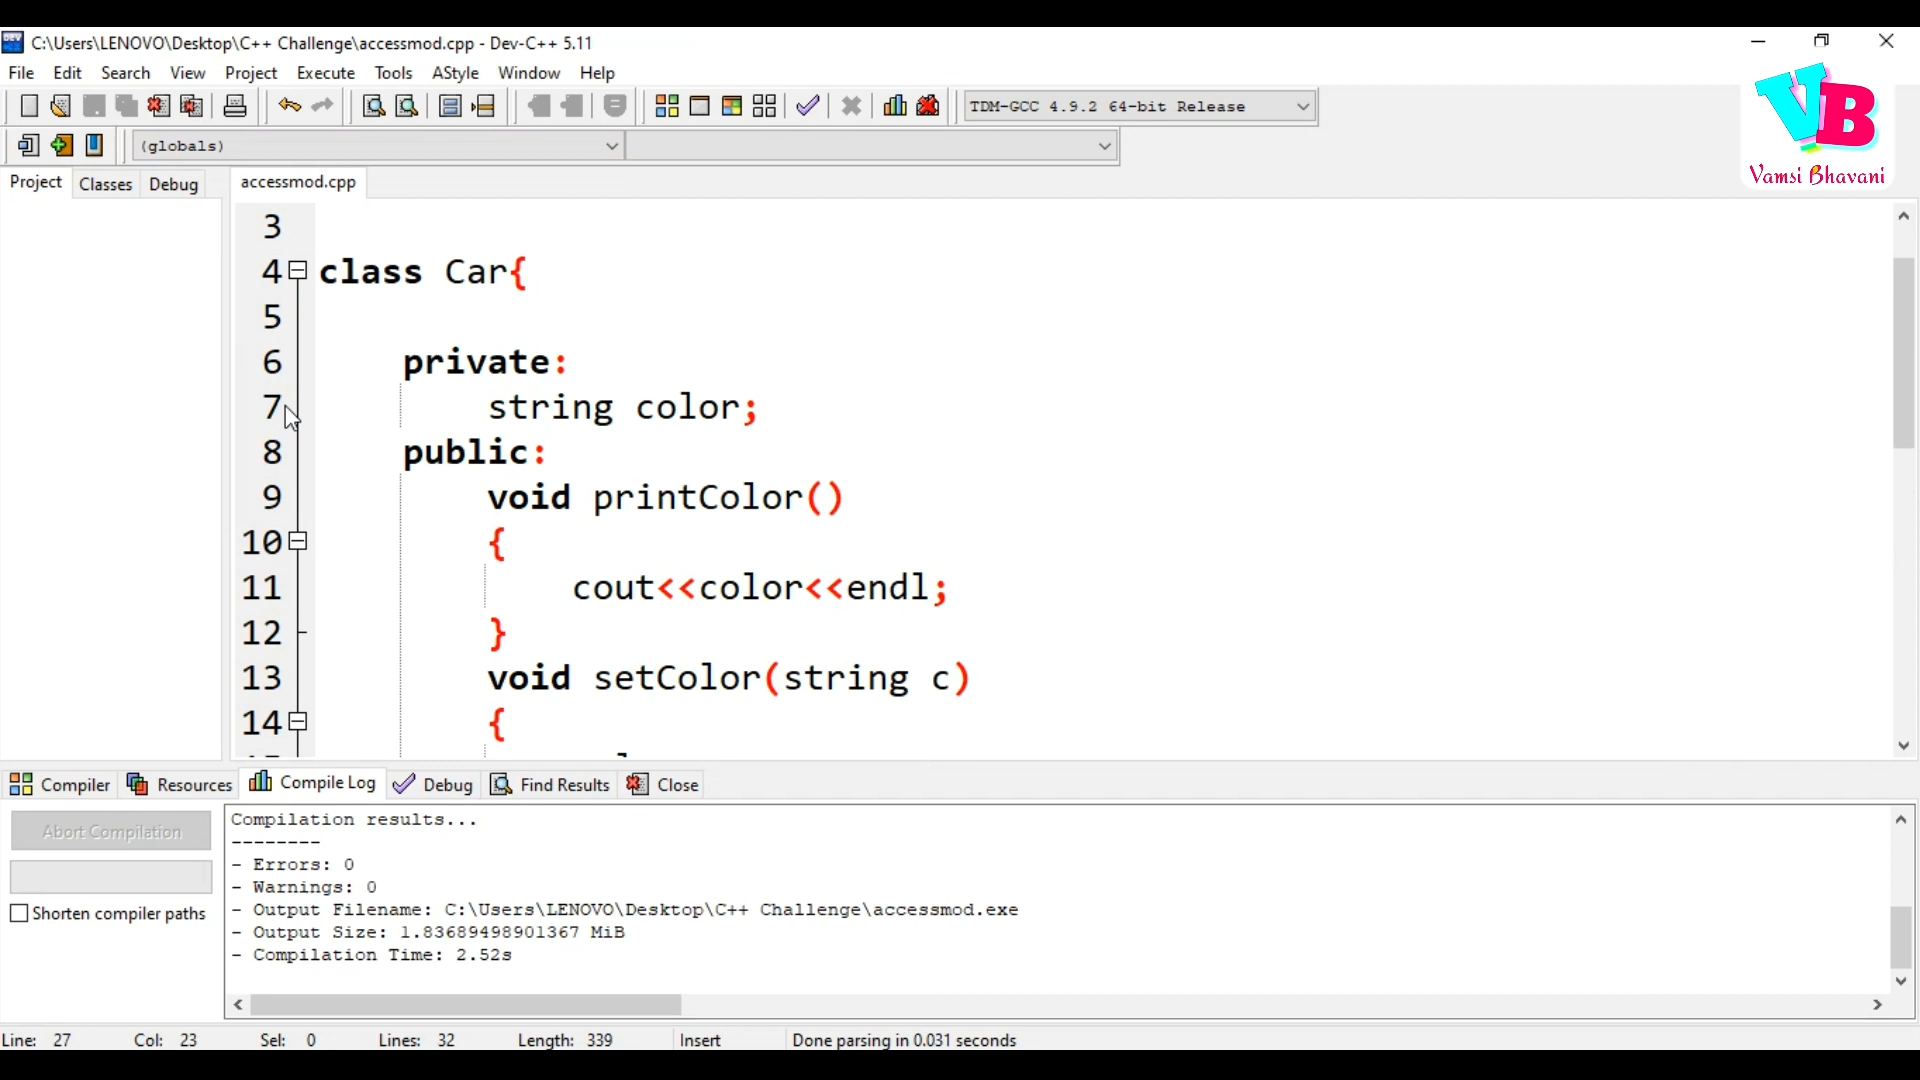 C:\Users\LENOVO\Desktop\C++ Challenge\accessmod.cpp - Dev-C++ 5.11
File Edit Search View Project Execute Tools AStyle Window Help
TDM-GCC 4.9.2 64-bit Release
VB
Vamsi Bhavani
(globals)
Project Classes Debug
accessmod.cpp
3
4 class Car{
5
6 private:
7 string color;
8 public:
9 void printColor()
10 {
11 cout<<color<<endl;
12 }
13 void setColor(string c)
14 {
Compiler Resources Compile Log Debug Find Results Close
Abort Compilation
Shorten compiler paths
Compilation results...
--------
- Errors: 0
- Warnings: 0
- Output Filename: C:\Users\LENOVO\Desktop\C++ Challenge\accessmod.exe
- Output Size: 1.83689498901367 MiB
- Compilation Time: 2.52s
Line: 27 Col: 23 Sel: 0 Lines: 32 Length: 339 Insert Done parsing in 0.031 seconds